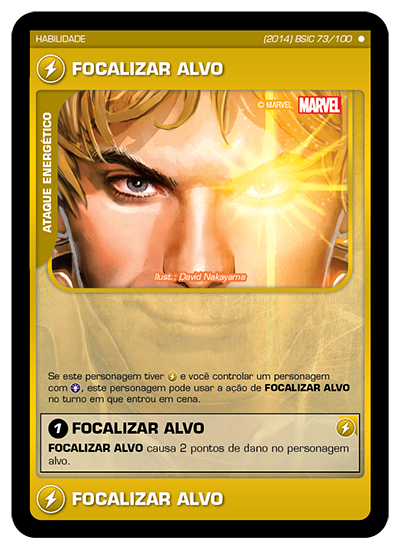 HABILIDADE
(2014) BSIC 73/100
FOCALIZAR ALVO
ATAQUE ENERGÉTICO
© MARVEL MARVEL
Ilust.: David Nakayama
Se este personagem tiver e você controlar um personagem
com , este personagem pode usar a ação de FOCALIZAR ALVO
no turno em que entrou em cena.
1 FOCALIZAR ALVO
FOCALIZAR ALVO causa 2 pontos de dano no personagem
alvo.
FOCALIZAR ALVO